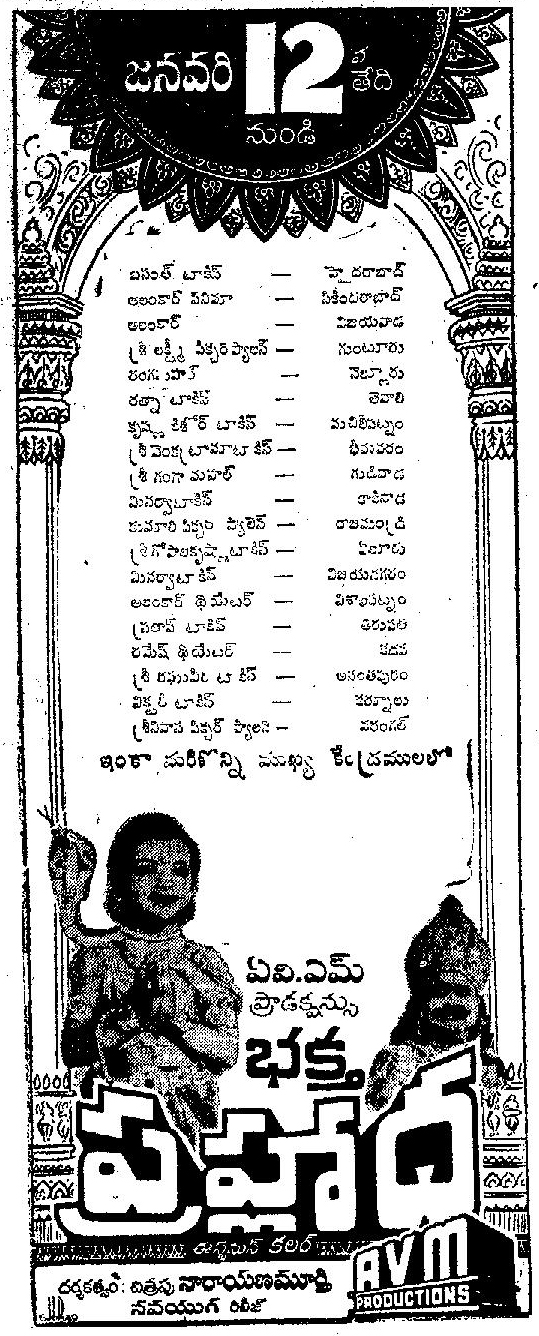 జనవరి 12 వ తేది
నుండి
బసంత్ టాకీస్ — హైదరాబాద్
అలంకార్ సినిమా — సికింద్రాబాద్
అలంకార్ — విజయవాడ
శ్రీ లక్ష్మీ పిక్చర్ ప్యాలస్ — గుంటూరు
రంగమహల్ — నెల్లూరు
రత్నా టాకీస్ — తెనాలి
కృష్ణ కిశోర్ టాకీస్ — మచిలీపట్నం
శ్రీ వెంకట్రామా టాకీస్ — భీమవరం
శ్రీ గంగా మహల్ — గుడివాడ
మినర్వా టాకీస్ — కాకినాడ
కుమారి పిక్చర్ ప్యాలెస్ — రాజమండ్రి
శ్రీ గోపాలకృష్ణా టాకీస్ — ఏలూరు
మినర్వా టాకీస్ — విజయనగరం
అలంకార్ థియేటర్ — విశాఖపట్నం
ప్రతాప్ టాకీస్ — తిరుపతి
రమేష్ థియేటర్ — కడప
శ్రీ రఘువీర టాకీస్ — అనంతపురం
విక్టరీ టాకీస్ — కర్నూలు
శ్రీనివాస పిక్చర్ ప్యాలస్ — వరంగల్
ఇంకా మరికొన్ని ముఖ్య కేంద్రములలో
ఏవి.ఎమ్
ప్రొడక్షన్సు
భక్త
ప్రహ్లాద
ఈస్ట్‌మన్ కలర్
దర్శకత్వం: చిత్రపు నారాయణమూర్తి
నవయుగ రిలీజ్
AVM
PRODUCTIONS